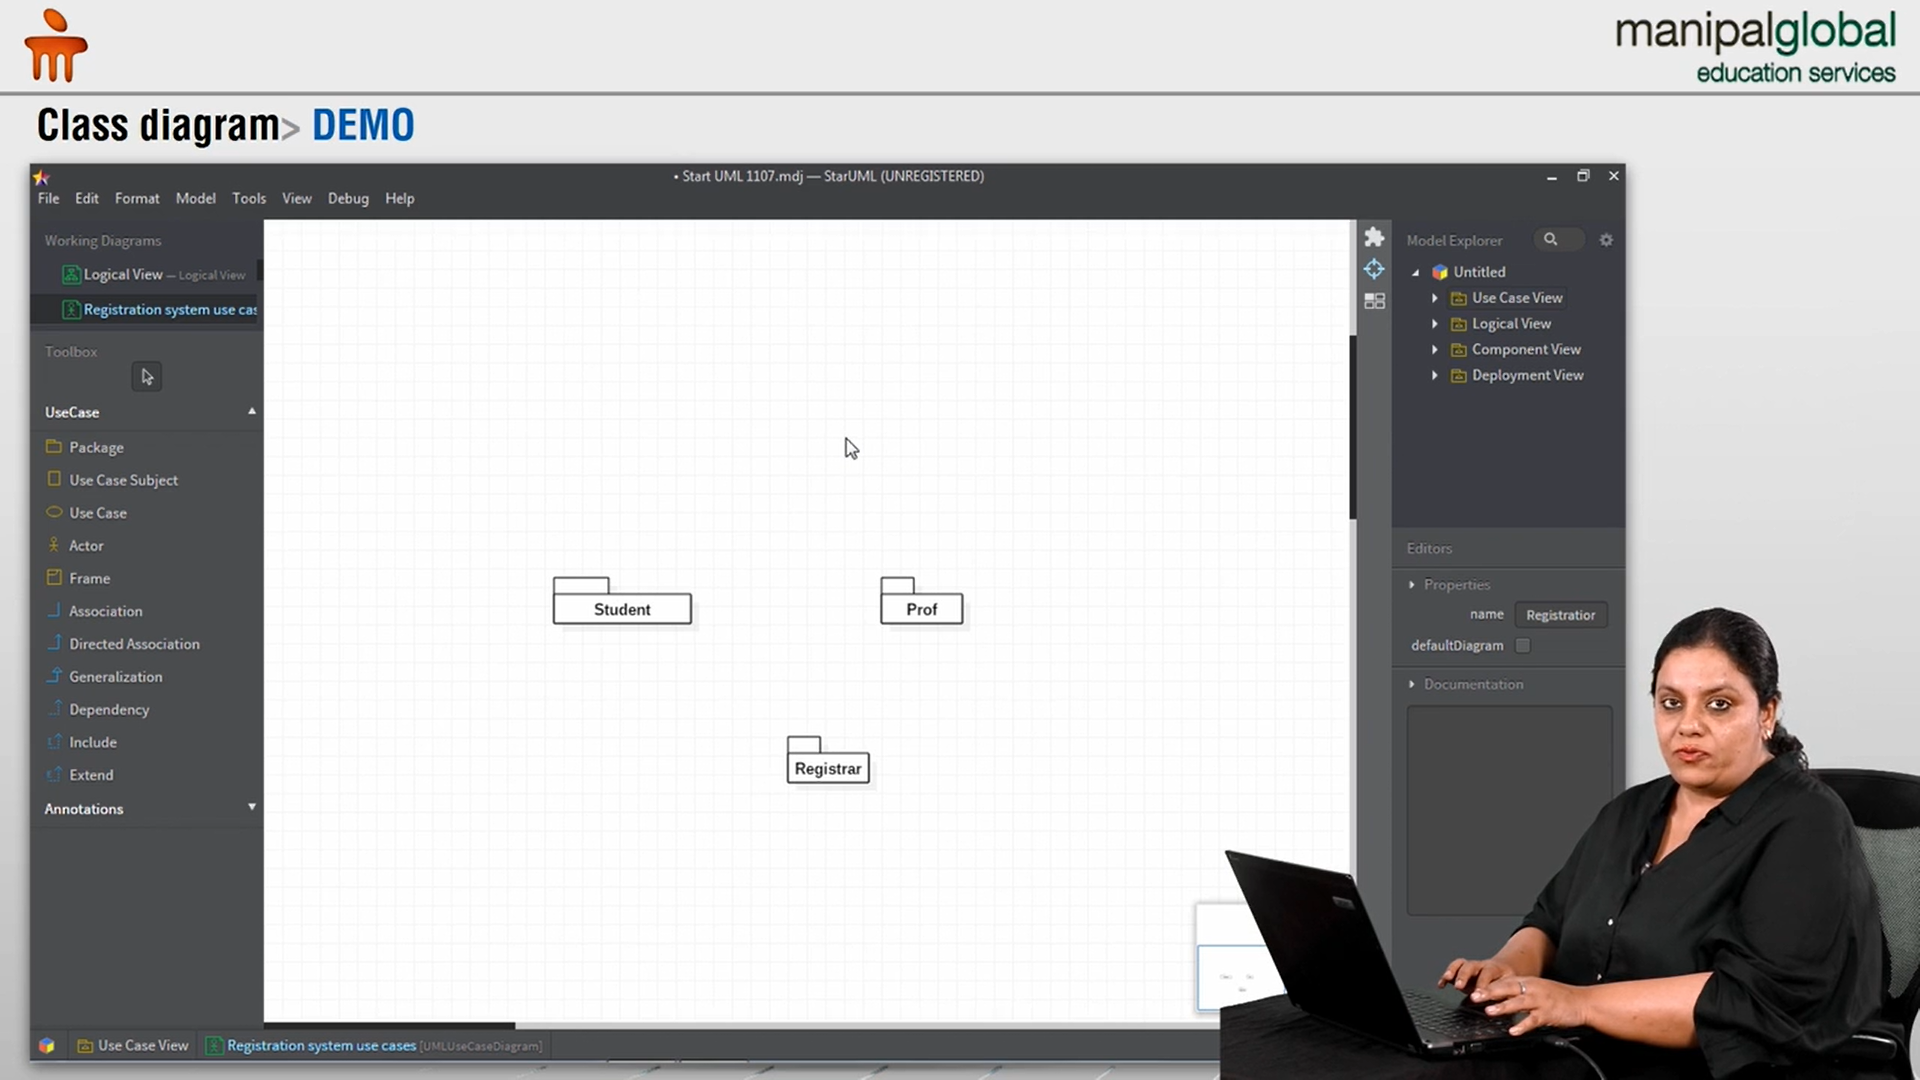 manipalglobal
education services
Class diagram> DEMO
• Start UML 1107.mdj — StarUML (UNREGISTERED)
File Edit Format Model Tools View Debug Help
Working Diagrams
Logical View — Logical View
Registration system use cas
Toolbox
UseCase
Package
Use Case Subject
Use Case
Actor
Frame
Association
Directed Association
Generalization
Dependency
Include
Extend
Annotations
Student
Prof
Registrar
Model Explorer
Untitled
Use Case View
Logical View
Component View
Deployment View
Editors
Properties
name Registratior
defaultDiagram
Documentation
Use Case View Registration system use cases [UMLUseCaseDiagram]